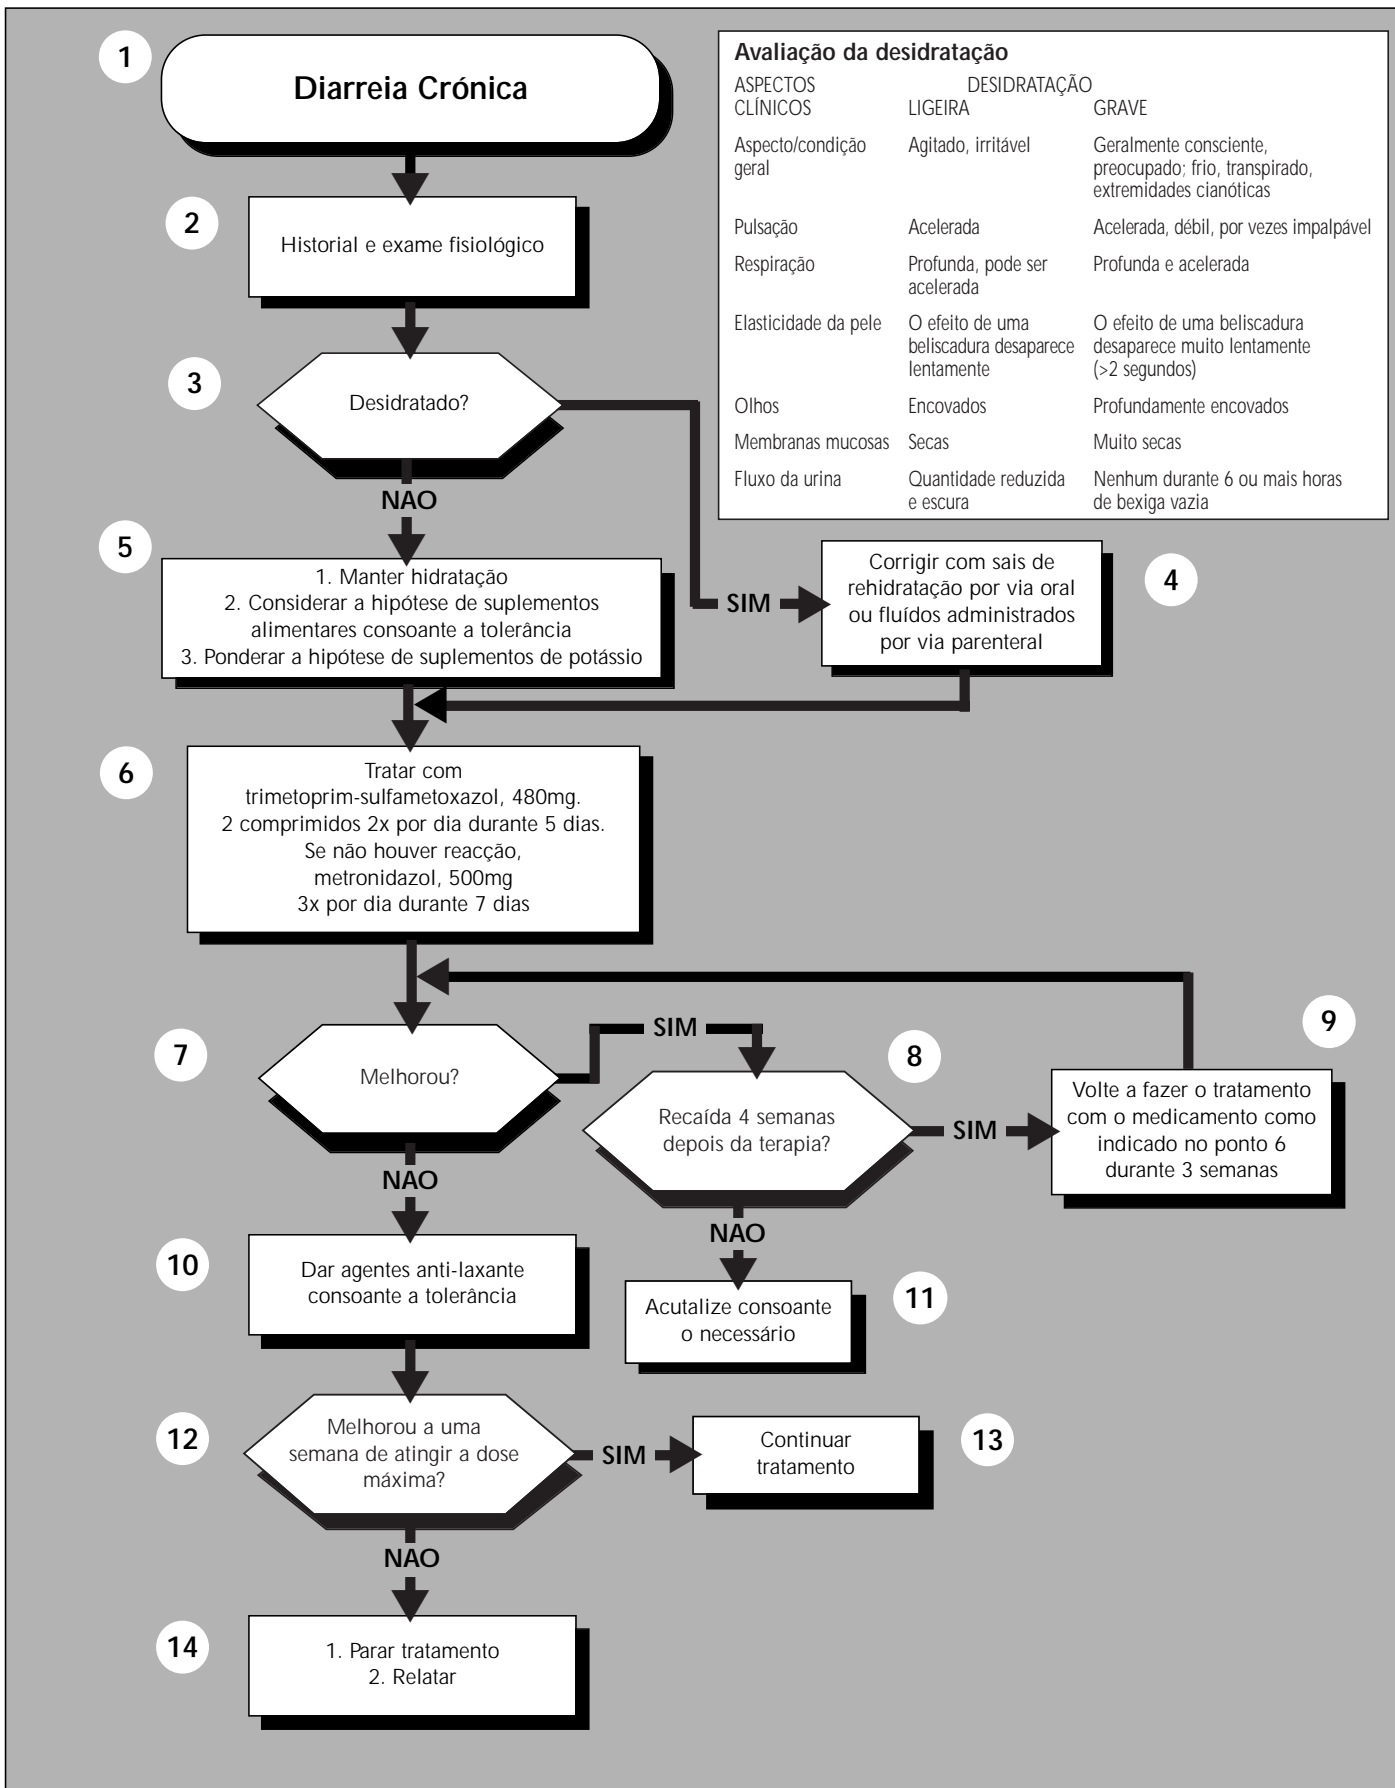 1
Diarreia Crónica
Avaliação da desidratação
ASPECTOS DESIDRATAÇÃO
CLÍNICOS LIGEIRA GRAVE
Aspecto/condição Agitado, irritável Geralmente consciente,
geral preocupado; frio, transpirado,
extremidades cianóticas
Pulsação Acelerada Acelerada, débil, por vezes impalpável
Respiração Profunda, pode ser Profunda e acelerada
acelerada
Elasticidade da pele O efeito de uma O efeito de uma beliscadura
beliscadura desaparece desaparece muito lentamente
lentamente (>2 segundos)
Olhos Encovados Profundamente encovados
Membranas mucosas Secas Muito secas
Fluxo da urina Quantidade reduzida Nenhum durante 6 ou mais horas
e escura de bexiga vazia
2
Historial e exame fisiológico
3
Desidratado?
NAO
SIM
4
Corrigir com sais de
rehidratação por via oral
ou fluídos administrados
por via parenteral
5
1. Manter hidratação
2. Considerar a hipótese de suplementos
alimentares consoante a tolerância
3. Ponderar a hipótese de suplementos de potássio
6
Tratar com
trimetoprim-sulfametoxazol, 480mg.
2 comprimidos 2x por dia durante 5 dias.
Se não houver reacção,
metronidazol, 500mg
3x por dia durante 7 dias
7
Melhorou?
SIM
NAO
8
Recaída 4 semanas
depois da terapia?
SIM
NAO
9
Volte a fazer o tratamento
com o medicamento como
indicado no ponto 6
durante 3 semanas
10
Dar agentes anti-laxante
consoante a tolerância
11
Acutalize consoante
o necessário
12
Melhorou a uma
semana de atingir a dose
máxima?
SIM
NAO
13
Continuar
tratamento
14
1. Parar tratamento
2. Relatar